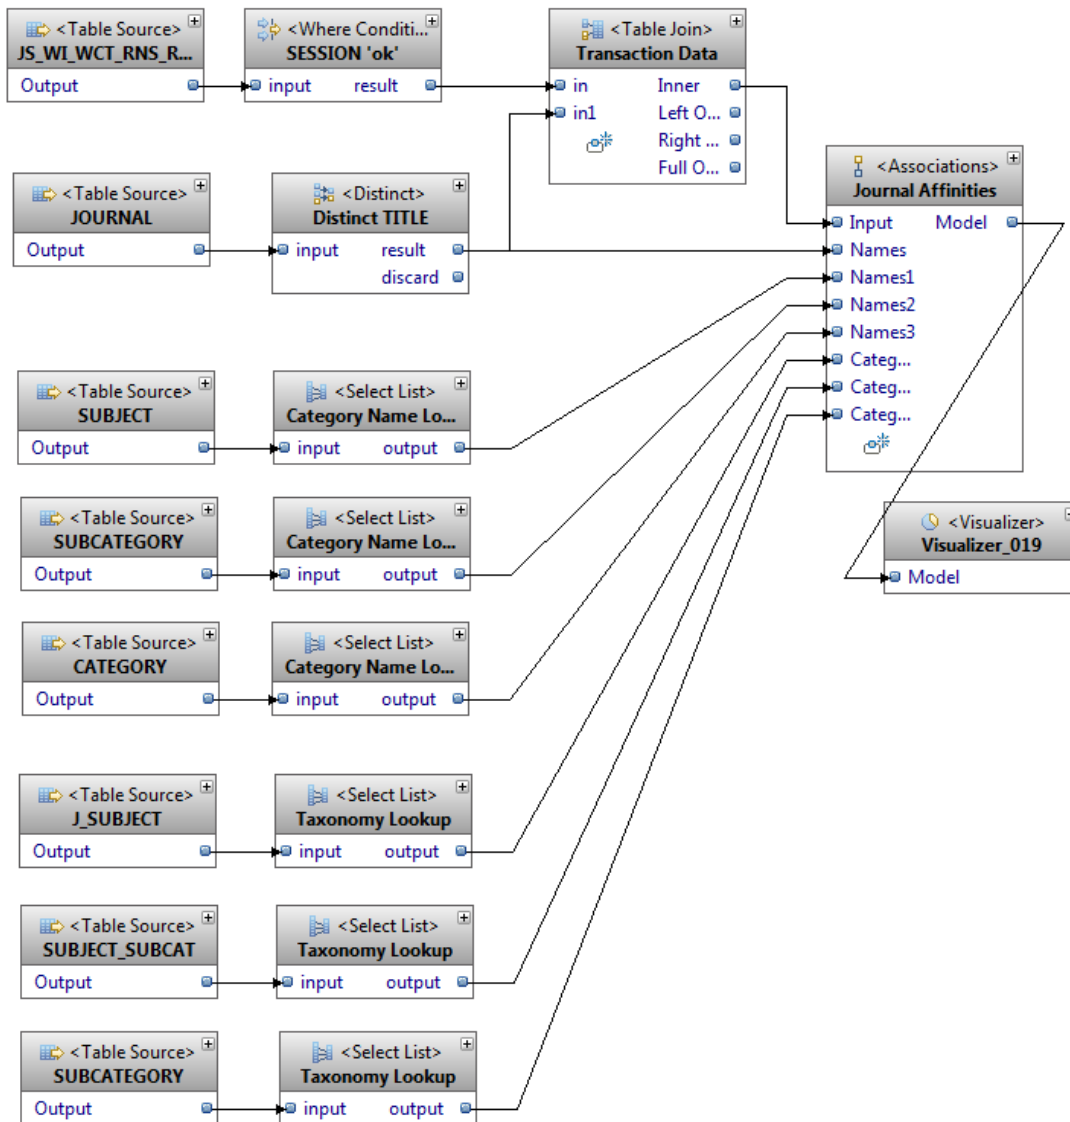 <Table Source>
JS_WI_WCT_RNS_R...
Output
<Where Conditi...
SESSION 'ok'
input result
<Table Join>
Transaction Data
in Inner
in1 Left O...
Right ...
Full O...
<Table Source>
JOURNAL
Output
<Distinct>
Distinct TITLE
input result
discard
<Associations>
Journal Affinities
Input Model
Names
Names1
Names2
Names3
Categ...
Categ...
Categ...
<Table Source>
SUBJECT
Output
<Select List>
Category Name Lo...
input output
<Table Source>
SUBCATEGORY
Output
<Select List>
Category Name Lo...
input output
<Visualizer>
Visualizer_019
Model
<Table Source>
CATEGORY
Output
<Select List>
Category Name Lo...
input output
<Table Source>
J_SUBJECT
Output
<Select List>
Taxonomy Lookup
input output
<Table Source>
SUBJECT_SUBCAT
Output
<Select List>
Taxonomy Lookup
input output
<Table Source>
SUBCATEGORY
Output
<Select List>
Taxonomy Lookup
input output